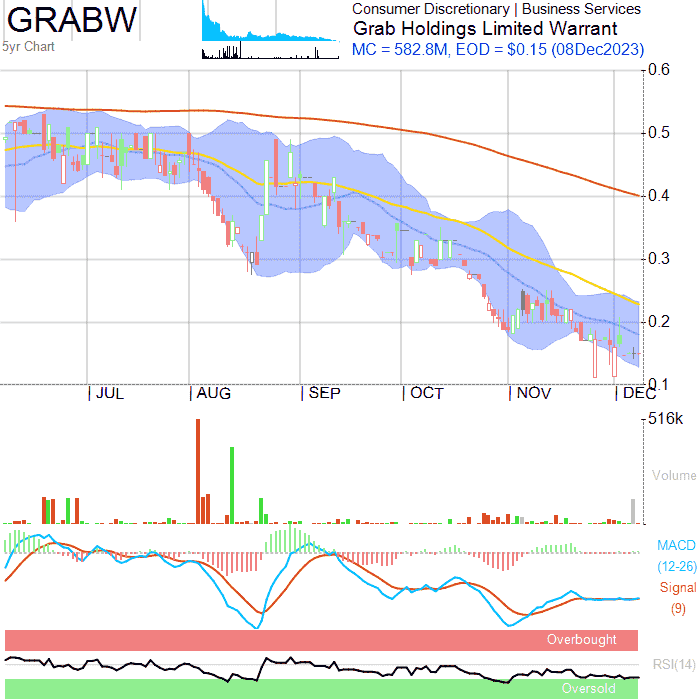 GRABW
5yr Chart
Consumer Discretionary | Business Services
Grab Holdings Limited Warrant
MC = 582.8M, EOD = $0.15 (08Dec2023)
0.6
0.5
0.4
0.3
0.2
0.1
JUL AUG SEP OCT NOV DEC
516k
Volume
MACD
(12-26)
Signal
(9)
Overbought
RSI(14)
Oversold